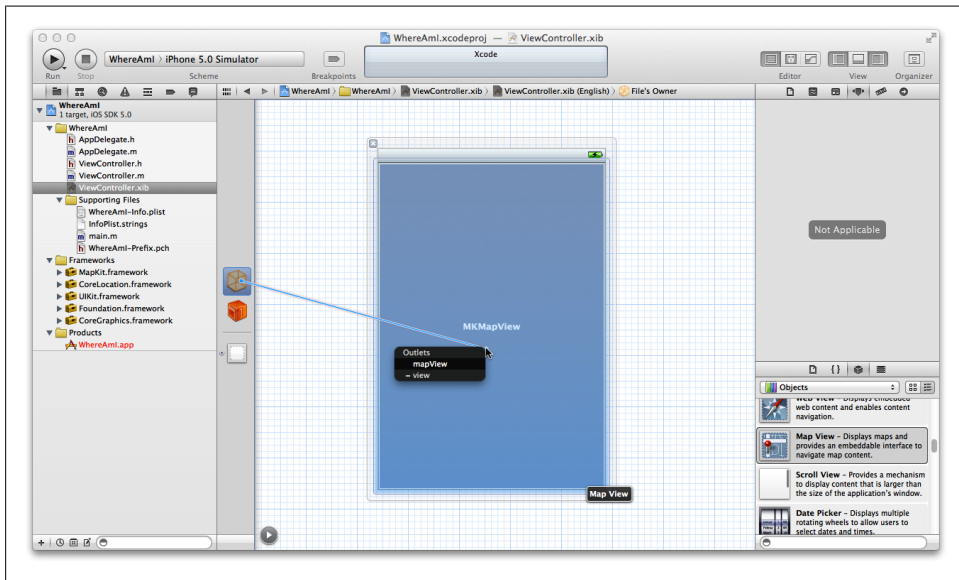 WhereAmI.xcodeproj — ViewController.xib
WhereAmI 〉 iPhone 5.0 Simulator
Xcode
Run
Stop
Scheme
Breakpoints
Editor
View
Organizer
WhereAmI
1 target, iOS SDK 5.0
WhereAmI 〉 WhereAmI 〉 ViewController.xib 〉 ViewController.xib (English) 〉 File's Owner
WhereAmI
h AppDelegate.h
m AppDelegate.m
h ViewController.h
m ViewController.m
ViewController.xib
Supporting Files
WhereAmI-Info.plist
InfoPlist.strings
m main.m
h WhereAmI-Prefix.pch
Frameworks
MapKit.framework
CoreLocation.framework
UIKit.framework
Foundation.framework
CoreGraphics.framework
Products
WhereAmI.app
MKMapView
Outlets
mapView
– view
Map View
Not Applicable
{}
Objects
Web View – Displays embedded
web content and enables content
navigation.
Map View – Displays maps and
provides an embeddable interface to
navigate map content.
Scroll View – Provides a mechanism
to display content that is larger than
the size of the application's window.
Date Picker – Displays multiple
rotating wheels to allow users to
select dates and times.